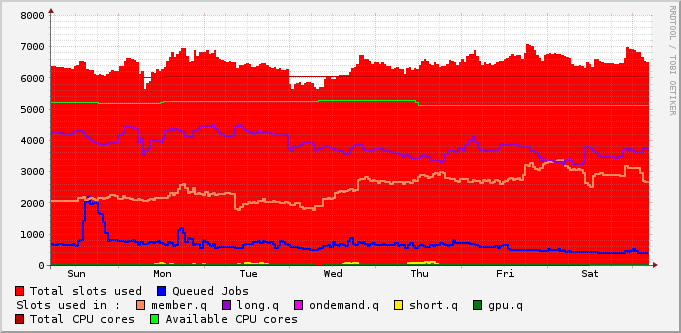 RRDTOOL / TOBI OETIKER
8000
7000
6000
5000
4000
3000
2000
1000
0
Sun Mon Tue Wed Thu Fri Sat
Total slots used Queued Jobs
Slots used in : member.q long.q ondemand.q short.q gpu.q
Total CPU cores Available CPU cores